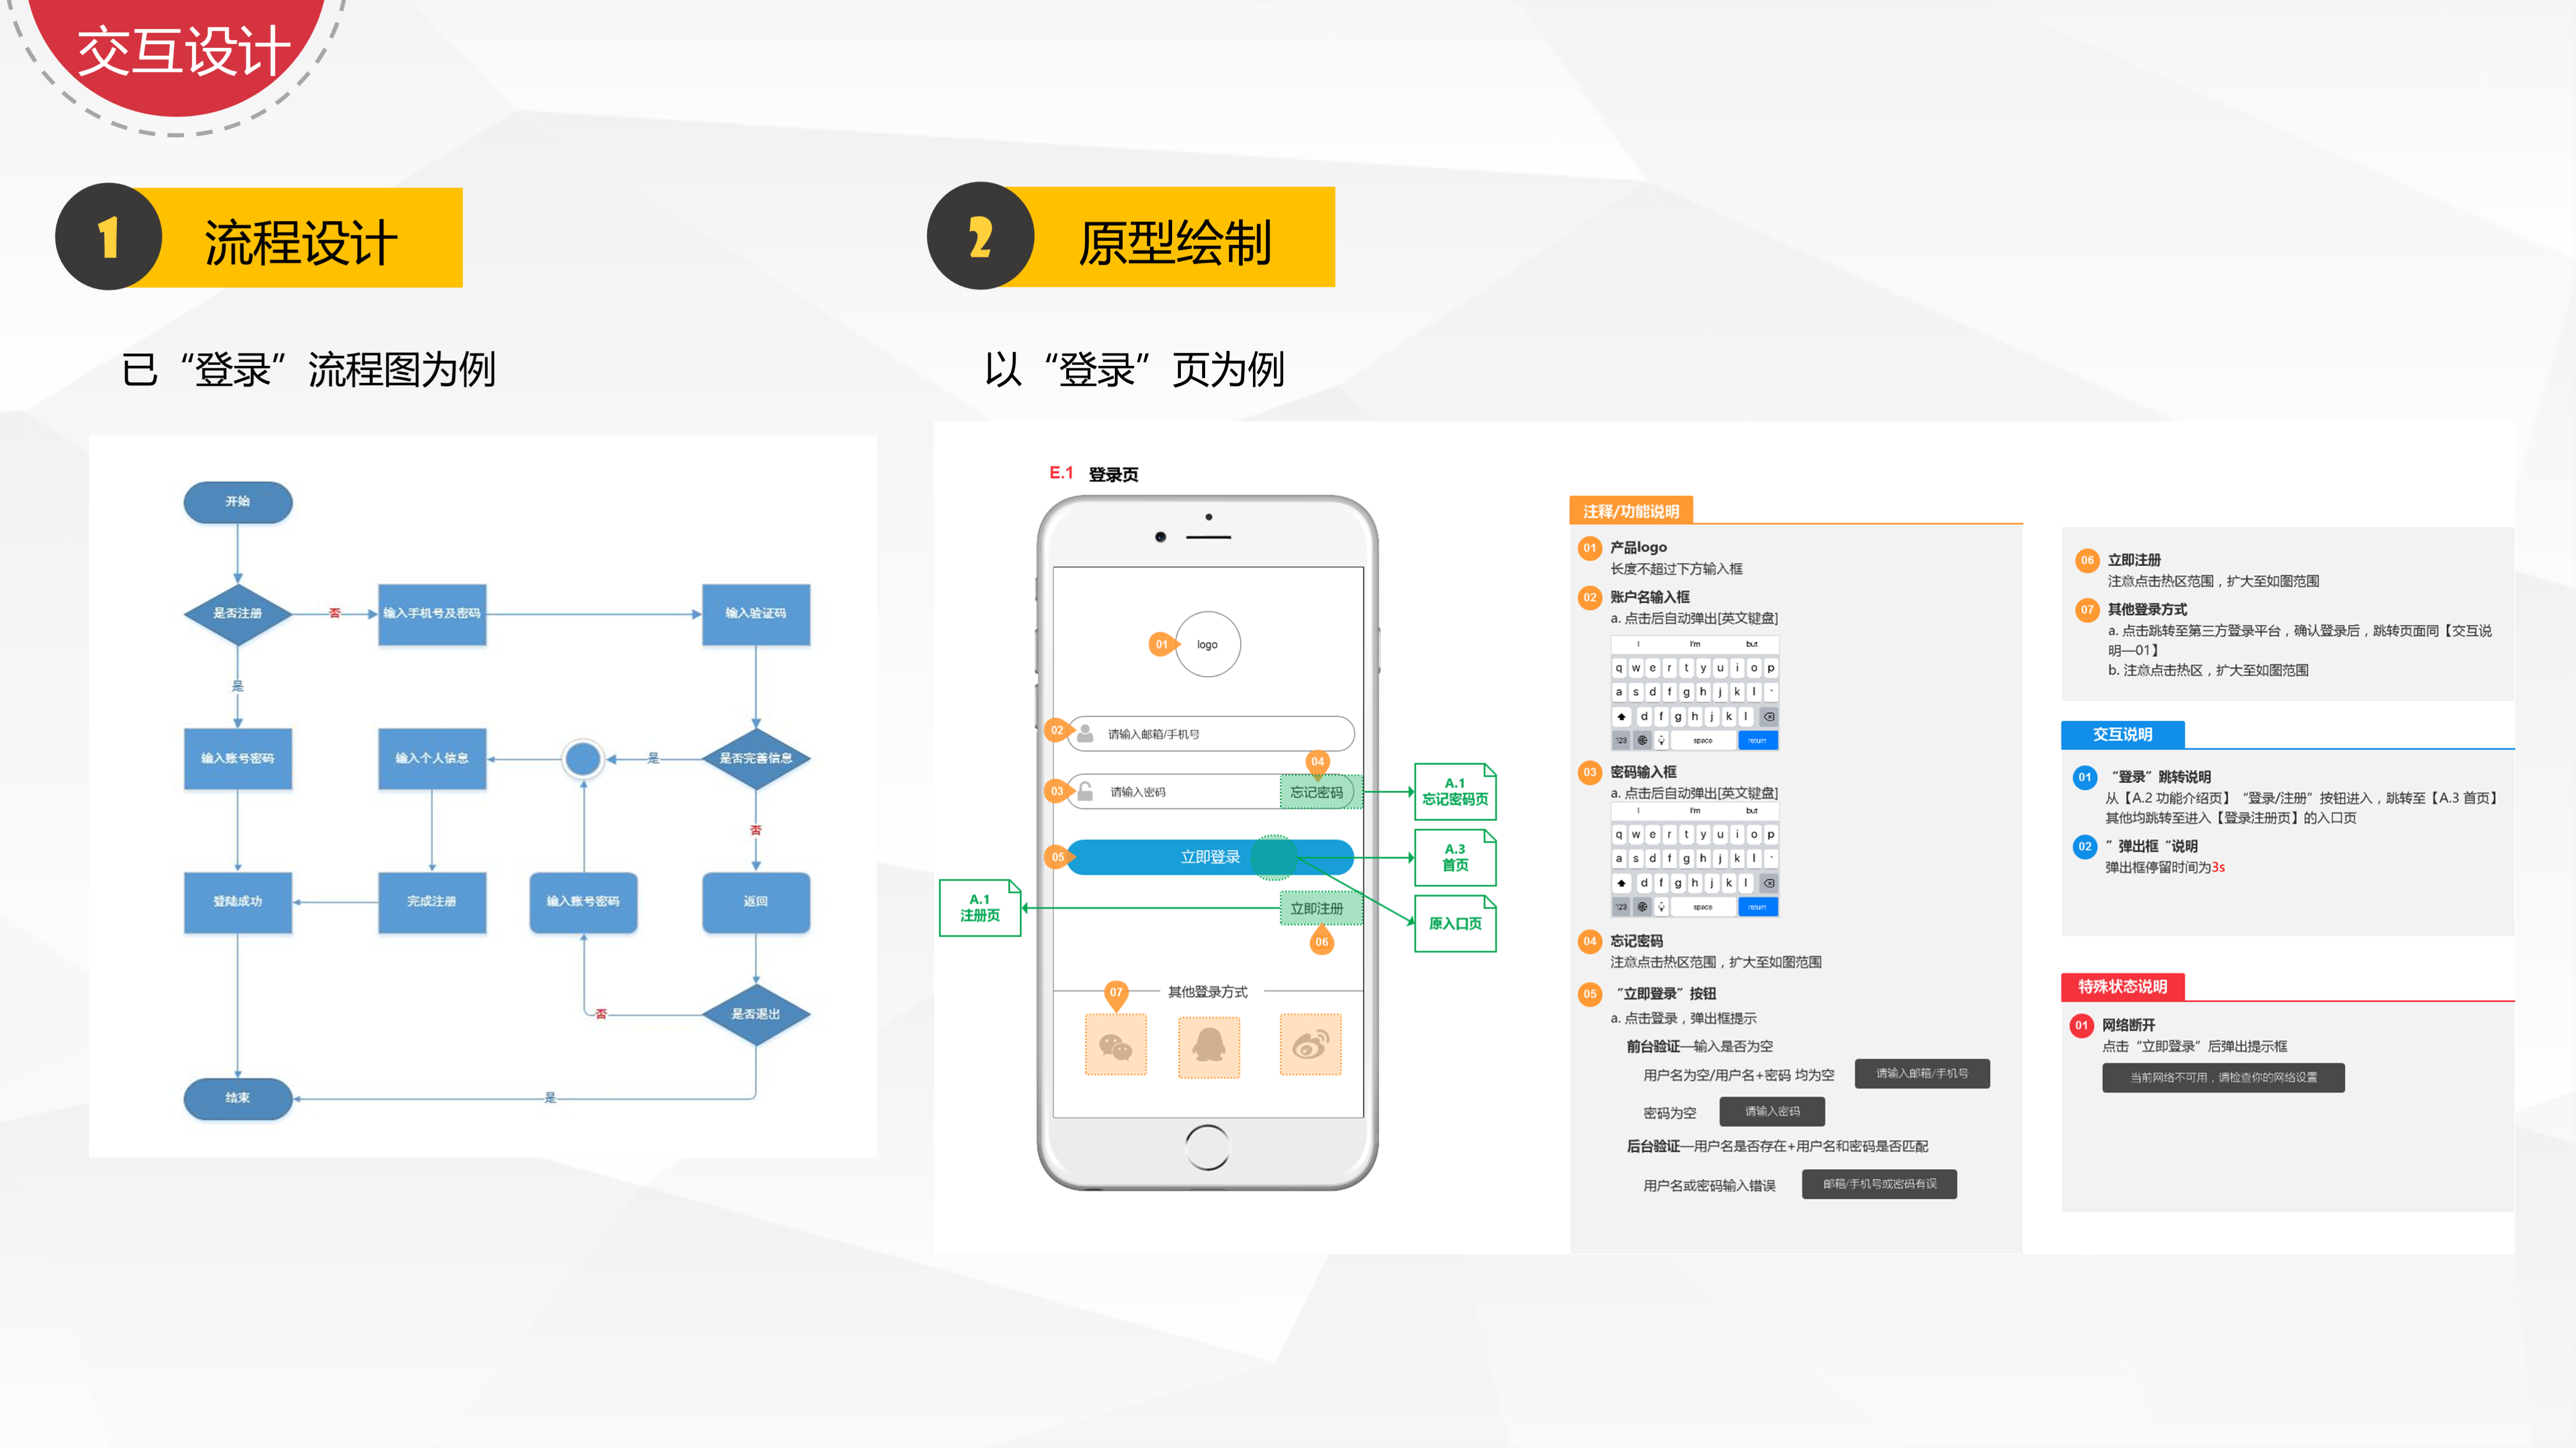 交互设计
1
流程设计
已“登录”流程图为例
开始
是否注册
否
输入手机号及密码
输入验证码
是
输入账号密码
输入个人信息
是
是否完善信息
否
登陆成功
完成注册
输入账号密码
返回
否
是否退出
结束
是
2
原型绘制
以“登录”页为例
E.1 登录页
01
logo
02
请输入邮箱/手机号
04
03
请输入密码
忘记密码
A.1
忘记密码页
05
立即登录
A.3
首页
A.1
注册页
立即注册
原入口页
06
07
其他登录方式
注释/功能说明
01 产品logo
长度不超过下方输入框
02 账户名输入框
a. 点击后自动弹出[英文键盘]
I I'm but
q w e r t y u i o p
a s d f g h j k l `
d f g h j k l
123 space return
03 密码输入框
a. 点击后自动弹出[英文键盘]
I I'm but
q w e r t y u i o p
a s d f g h j k l `
d f g h j k l
123 space return
04 忘记密码
注意点击热区范围，扩大至如图范围
05 “立即登录”按钮
a. 点击登录，弹出框提示
前台验证—输入是否为空
用户名为空/用户名+密码 均为空 请输入邮箱/手机号
密码为空 请输入密码
后台验证—用户名是否存在+用户名和密码是否匹配
用户名或密码输入错误 邮箱/手机号或密码有误
06 立即注册
注意点击热区范围，扩大至如图范围
07 其他登录方式
a. 点击跳转至第三方登录平台，确认登录后，跳转页面同【交互说
明—01】
b. 注意点击热区，扩大至如图范围
交互说明
01 “登录”跳转说明
从【A.2 功能介绍页】“登录/注册”按钮进入，跳转至【A.3 首页】
其他均跳转至进入【登录注册页】的入口页
02 ”弹出框“说明
弹出框停留时间为3s
特殊状态说明
01 网络断开
点击“立即登录”后弹出提示框
当前网络不可用，请检查你的网络设置